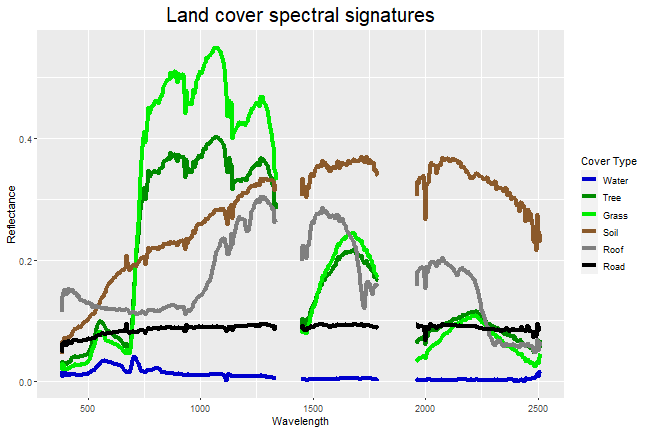 Land cover spectral signatures
Reflectance
0.4
0.2
0.0
500
1000
1500
2000
2500
Wavelength
Cover Type
Water
Tree
Grass
Soil
Roof
Road